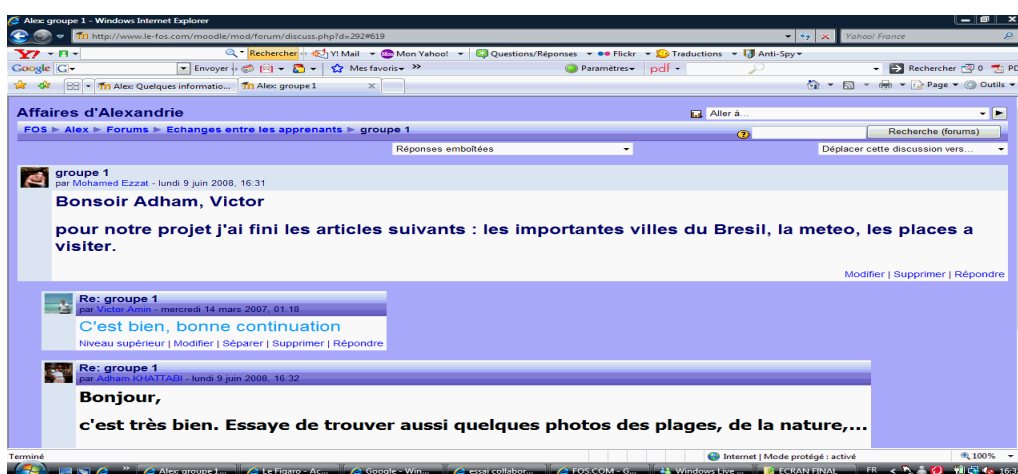 Alex: groupe 1 - Windows Internet Explorer
http://www.le-fos.com/moodle/mod/forum/discuss.php?d=292#619
Yahoo! France
Y! Rechercher Y! Mail Mon Yahoo! Questions/Réponses Flickr Traductions Anti-Spy
Google G Envoyer Mes favoris » Paramètres pdf Rechercher 0 PD
Alex: Quelques informatio... Alex: groupe 1 Page Outils
Affaires d'Alexandrie Aller à...
FOS ► Alex ► Forums ► Echanges entre les apprenants ► groupe 1 Recherche (forums)
Réponses emboîtées Déplacer cette discussion vers...
groupe 1
par Mohamed Ezzat - lundi 9 juin 2008, 16:31
Bonsoir Adham, Victor
pour notre projet j'ai fini les articles suivants : les importantes villes du Bresil, la meteo, les places a
visiter.
Modifier | Supprimer | Répondre
Re: groupe 1
par Victor Amin - mercredi 14 mars 2007, 01:18
C'est bien, bonne continuation
Niveau supérieur | Modifier | Séparer | Supprimer | Répondre
Re: groupe 1
par Adham KHATTABI - lundi 9 juin 2008, 16:32
Bonjour,
c'est très bien. Essaye de trouver aussi quelques photos des plages, de la nature,...
Terminé Internet | Mode protégé : activé 100%
Alex: groupe 1... Le Figaro - Ac... Google - Win... essai collabor... FOS.COM - G... Windows Live ... ECRAN FINAL FR 16:32